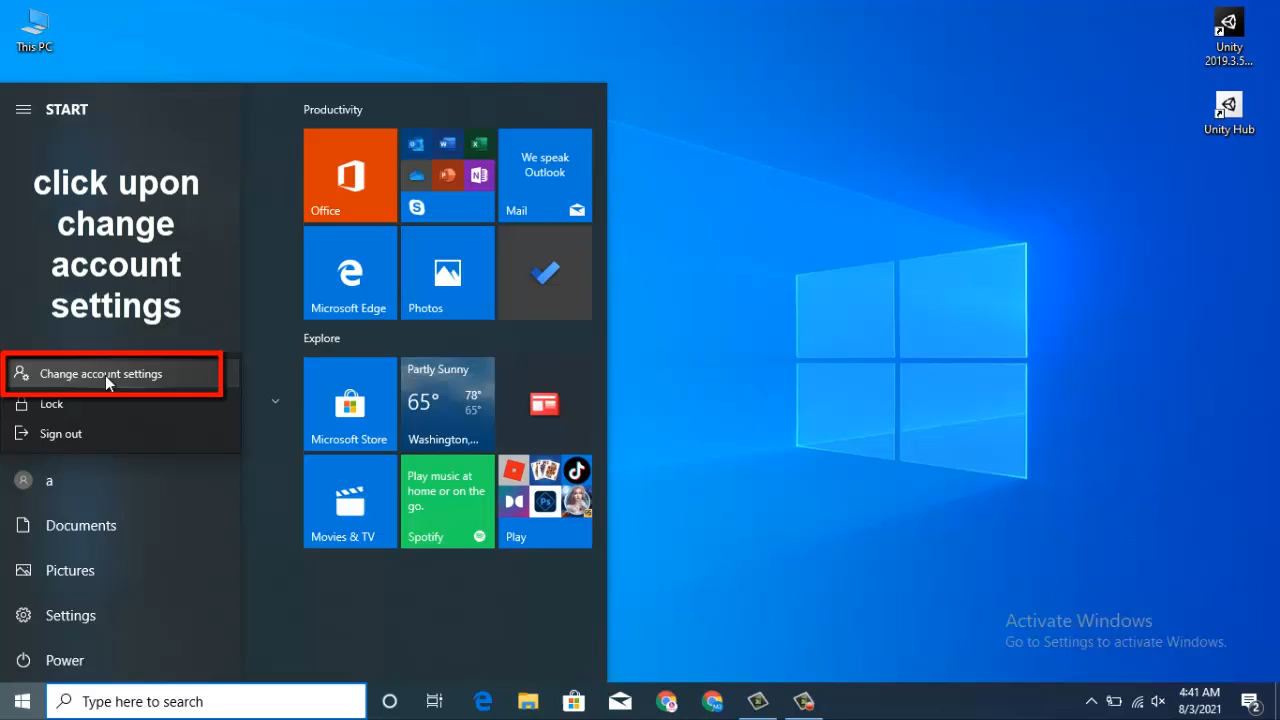 This PC
Unity
2019.3.5...
Unity Hub
START
click upon
change
account
settings
Change account settings
Lock
Sign out
a
Documents
Pictures
Settings
Power
Productivity
Office
We speak
Outlook
Mail
Microsoft Edge
Photos
Explore
Microsoft Store
Partly Sunny
65°
78°
65°
Washington,...
Movies & TV
Play music at
home or on the
go.
Spotify
Play
Activate Windows
Go to Settings to activate Windows.
Type here to search
4:41 AM
8/3/2021
2